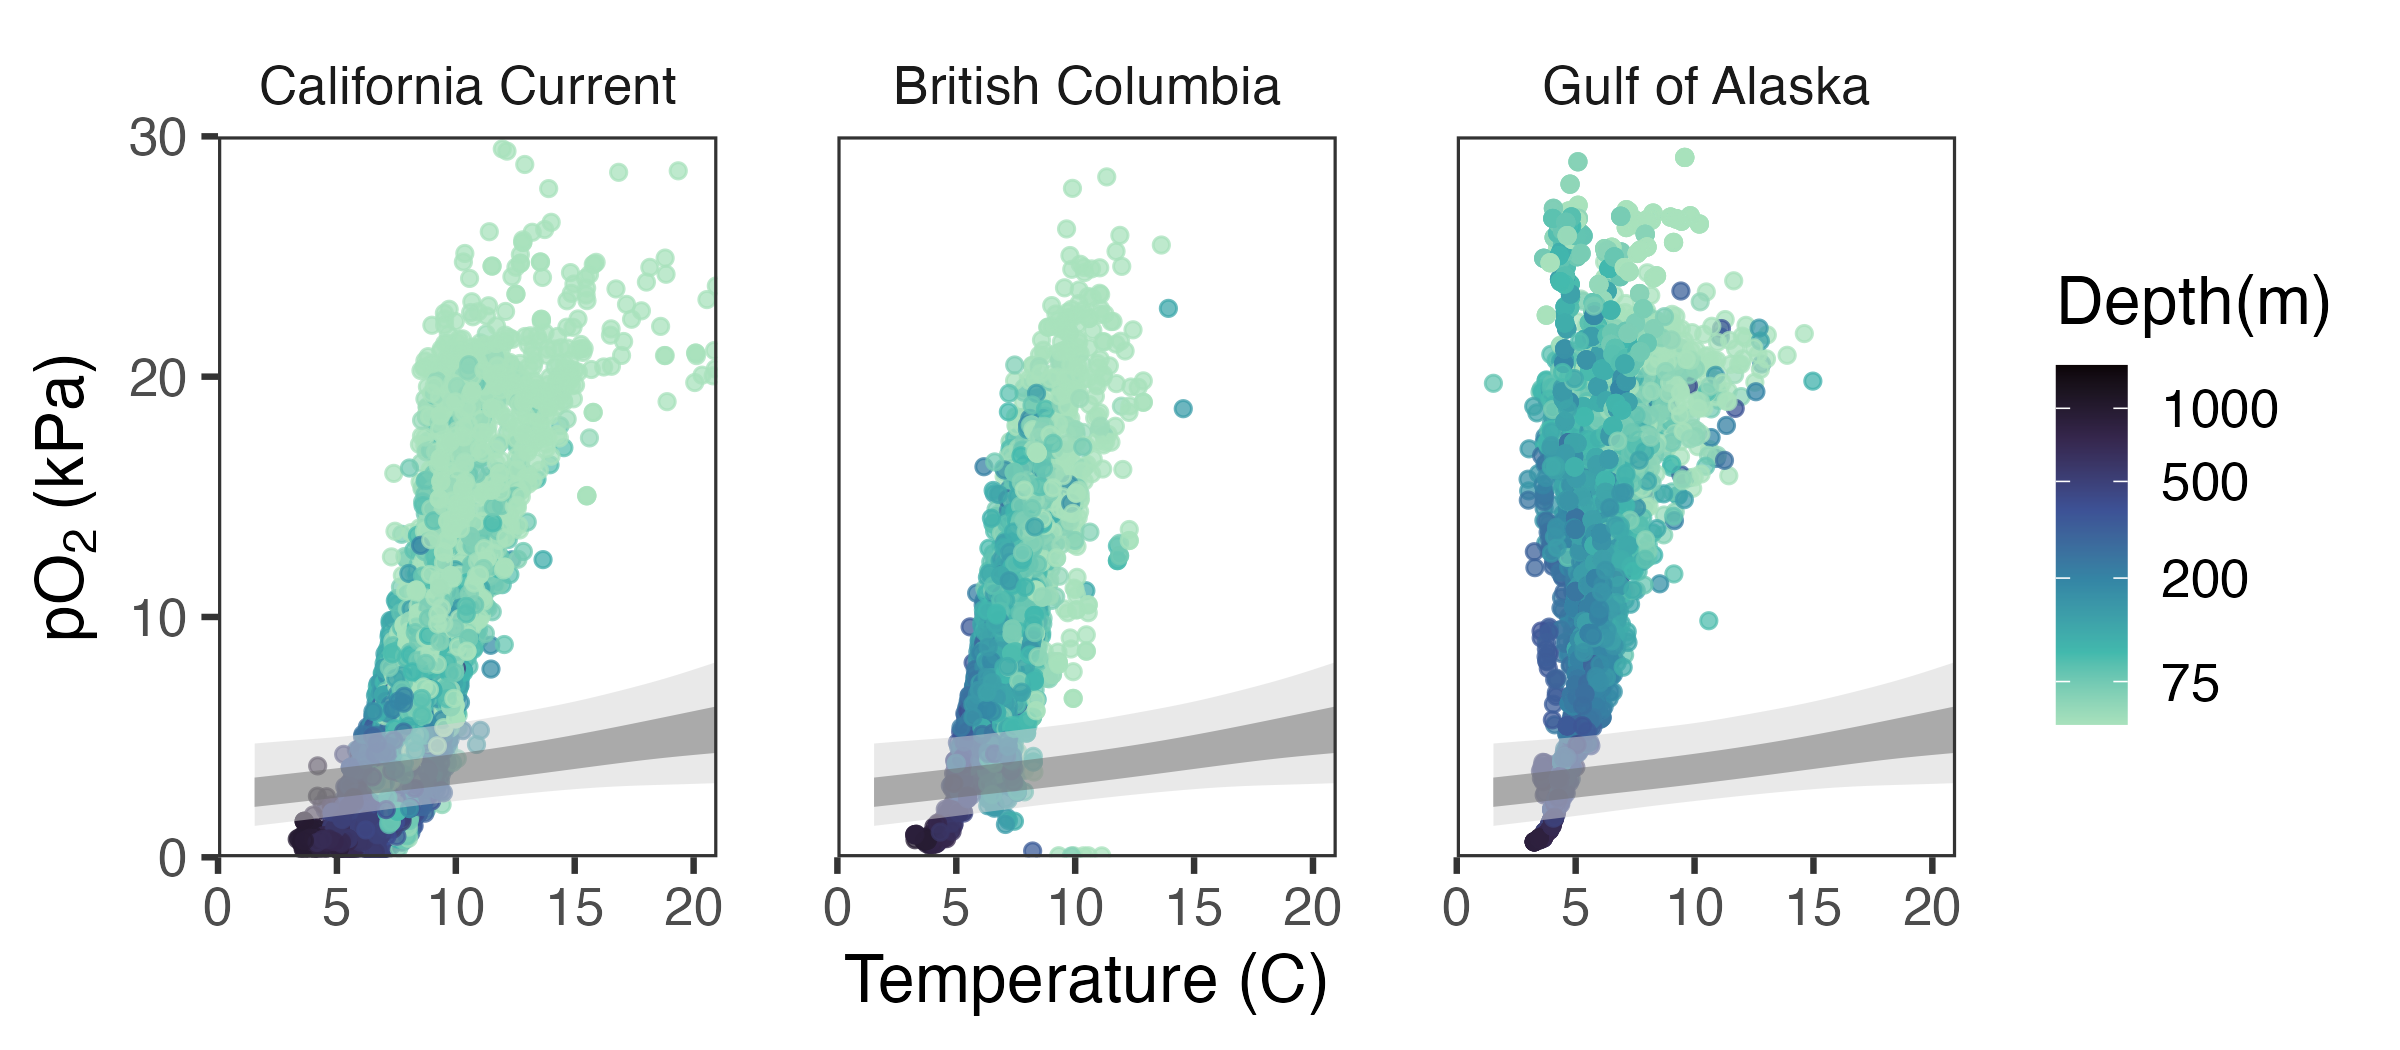 California Current British Columbia Gulf of Alaska
30
20
10
0
pO₂ (kPa)
0 5 10 15 20 0 5 10 15 20 0 5 10 15 20
Temperature (C)
Depth(m)
1000
500
200
75